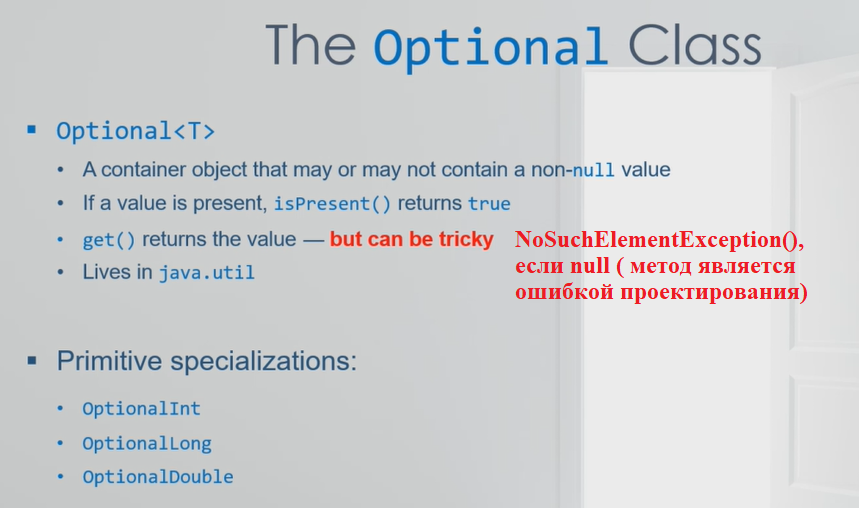 The Optional Class
Optional<T>
A container object that may or may not contain a non-null value
If a value is present, isPresent() returns true
get() returns the value — but can be tricky
NoSuchElementException(),
если null ( метод является
ошибкой проектирования)
Lives in java.util
Primitive specializations:
OptionalInt
OptionalLong
OptionalDouble